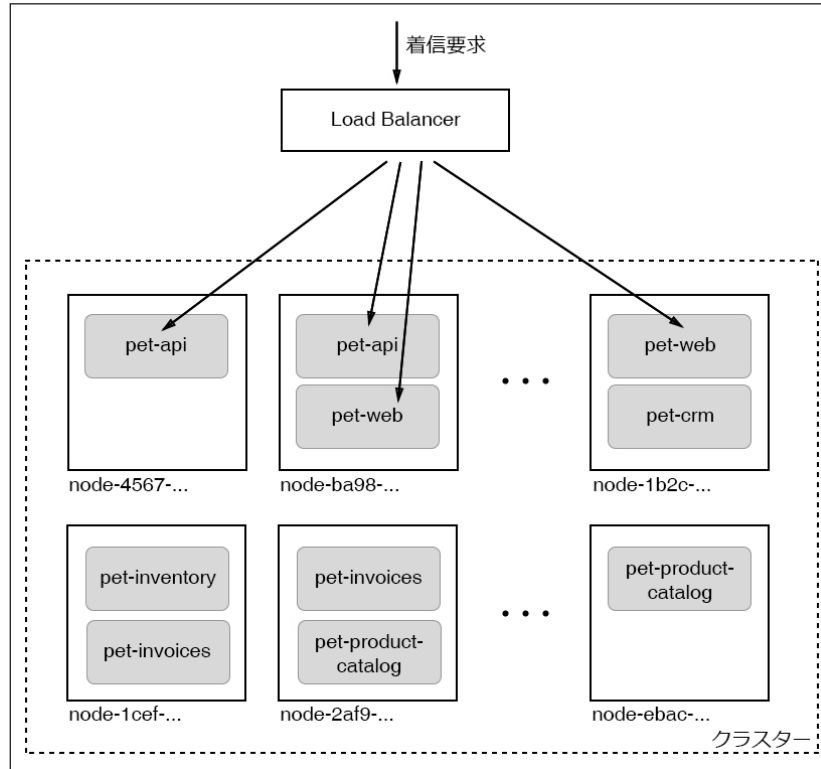 着信要求
Load Balancer
pet-api
pet-api
pet-web
pet-web
pet-crm
node-4567-...
node-ba98-...
node-1b2c-...
pet-inventory
pet-invoices
pet-invoices
pet-product-
catalog
pet-product-
catalog
node-1cef-...
node-2af9-...
node-ebac-...
クラスター